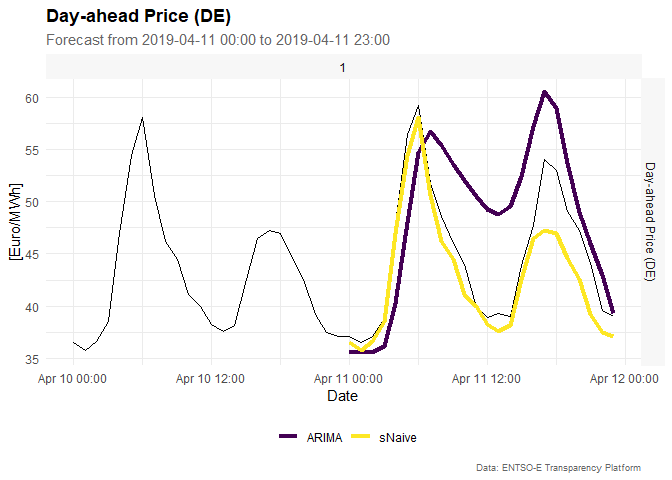 Day-ahead Price (DE)
Forecast from 2019-04-11 00:00 to 2019-04-11 23:00
1
60
55
50
45
40
35
[Euro/MWh]
Day-ahead Price (DE)
Apr 10 00:00 Apr 10 12:00 Apr 11 00:00 Apr 11 12:00 Apr 12 00:00
Date
ARIMA sNaive
Data: ENTSO-E Transparency Platform